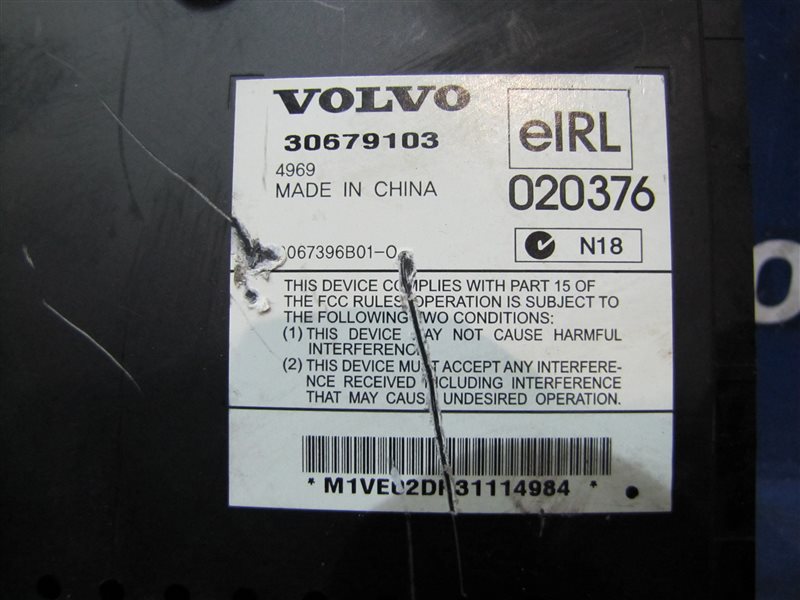 VOLVO
30679103
4969
MADE IN CHINA
eIRL
020376
N18
THIS DEVICE COMPLIES WITH PART 15 OF
THE FCC RULES. OPERATION IS SUBJECT TO
THE FOLLOWING TWO CONDITIONS:
(1) THIS DEVICE MAY NOT CAUSE HARMFUL
INTERFERENCE
(2) THIS DEVICE MUST ACCEPT ANY INTERFERE-
NCE RECEIVED INCLUDING INTERFERENCE
THAT MAY CAUSE UNDESIRED OPERATION.